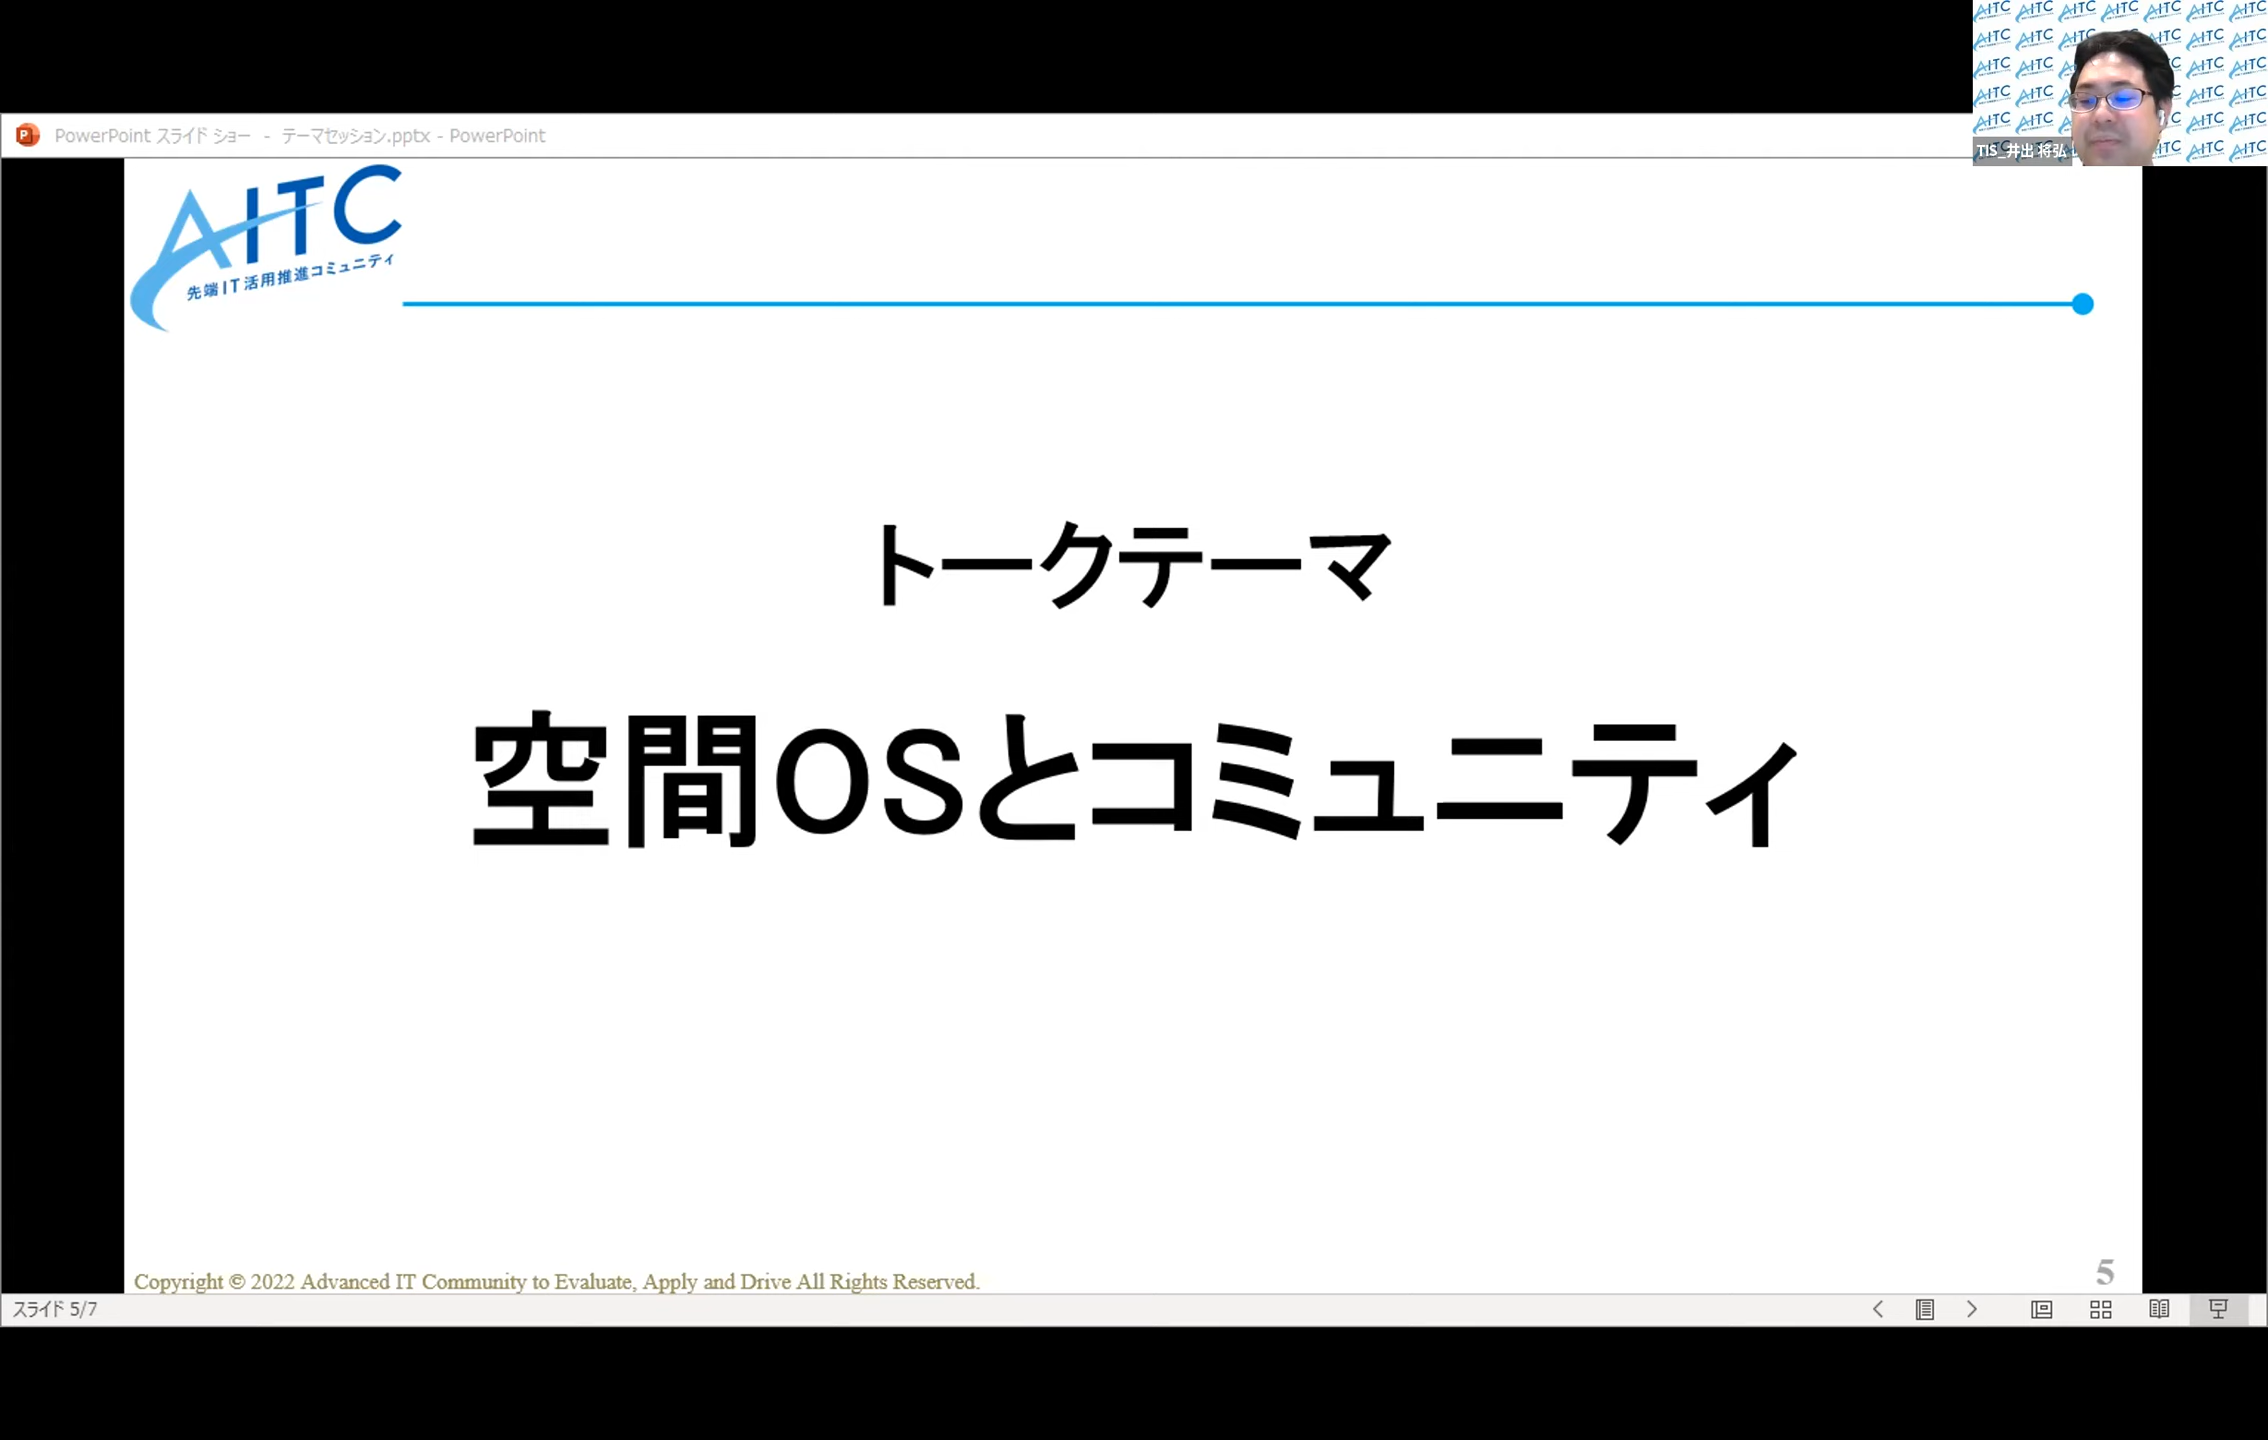 PowerPoint スライド ショー - テーマセッション.pptx - PowerPoint
TIS_井出 将弘
AITC
先端IT活用推進コミュニティ
トークテーマ
空間OSとコミュニティ
Copyright © 2022 Advanced IT Community to Evaluate, Apply and Drive All Rights Reserved.
5
スライド 5/7